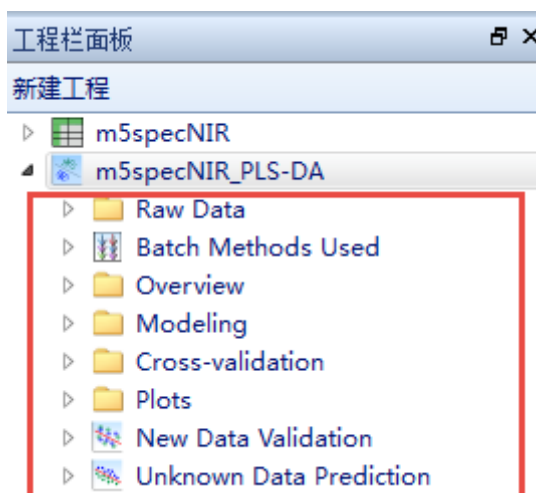 工程栏面板
新建工程
m5specNIR
m5specNIR_PLS-DA
Raw Data
Batch Methods Used
Overview
Modeling
Cross-validation
Plots
New Data Validation
Unknown Data Prediction